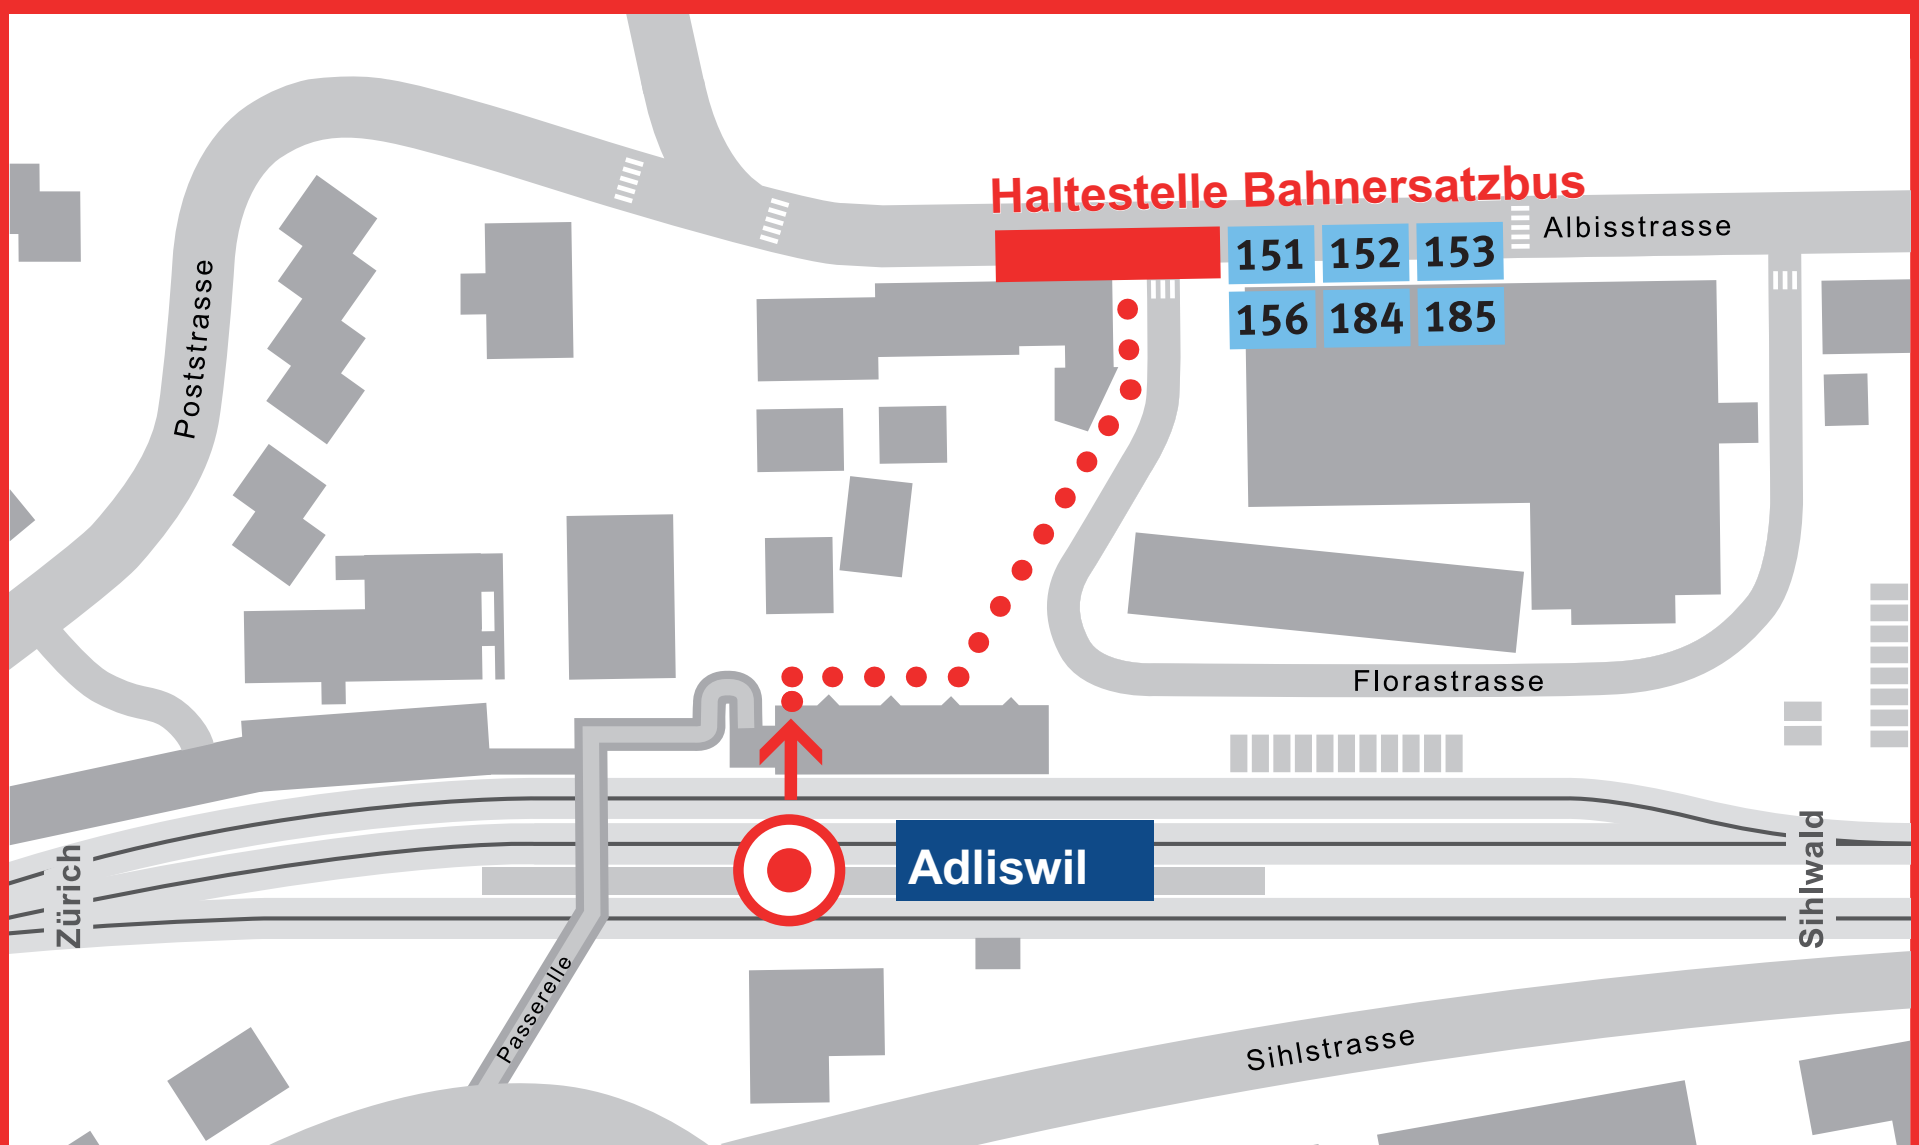 Haltestelle Bahnersatzbus
151 152 153
Albisstrasse
156 184 185
Poststrasse
Florastrasse
Adliswil
Zürich
Sihlwald
Passerelle
Sihlstrasse